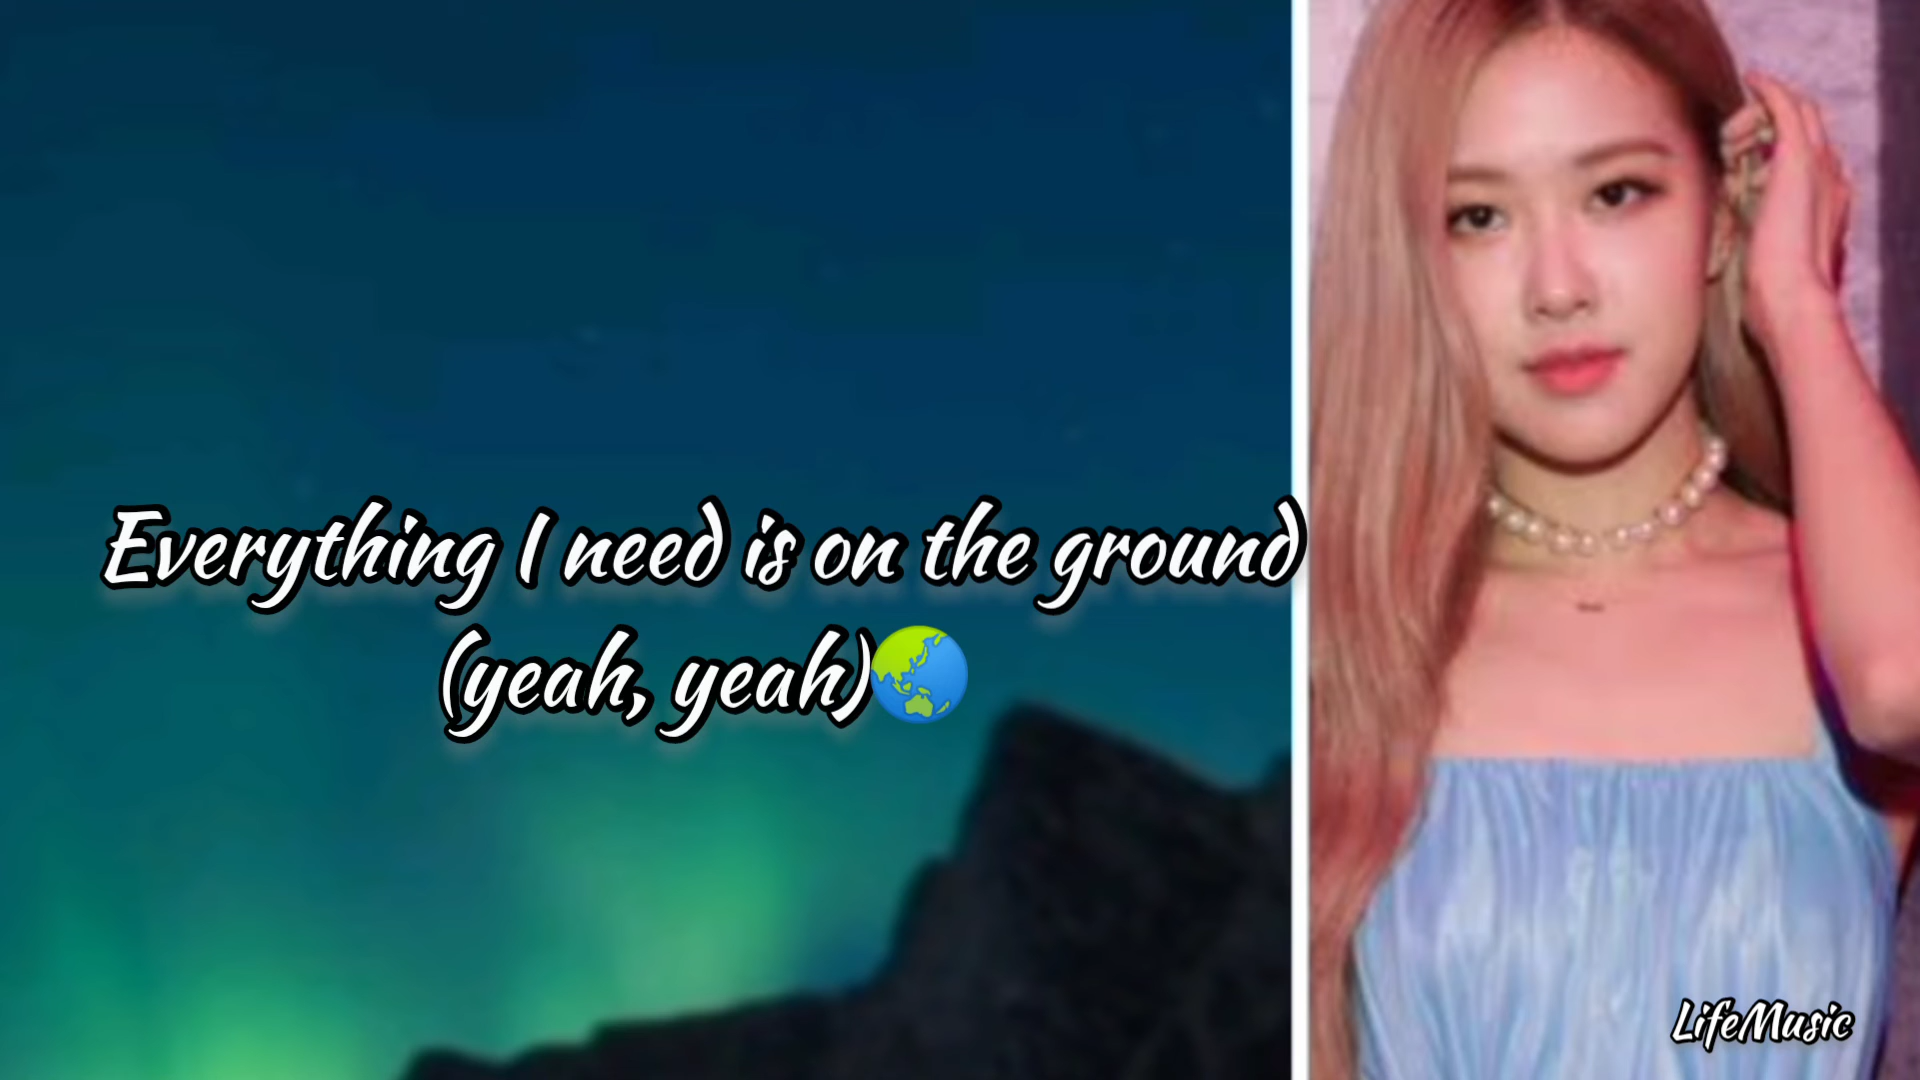 Everything I need is on the ground
(yeah, yeah)🌏
LifeMusic